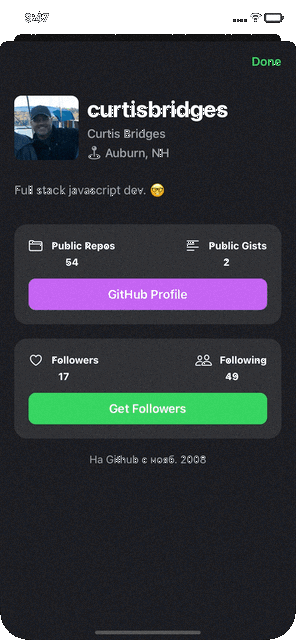 9:47
Done
curtisbridges
Curtis Bridges
Auburn, NH
Full stack javascript dev. 🤓
Public Repos
Public Gists
54
2
GitHub Profile
Followers
Following
17
49
Get Followers
На Github с нояб. 2008